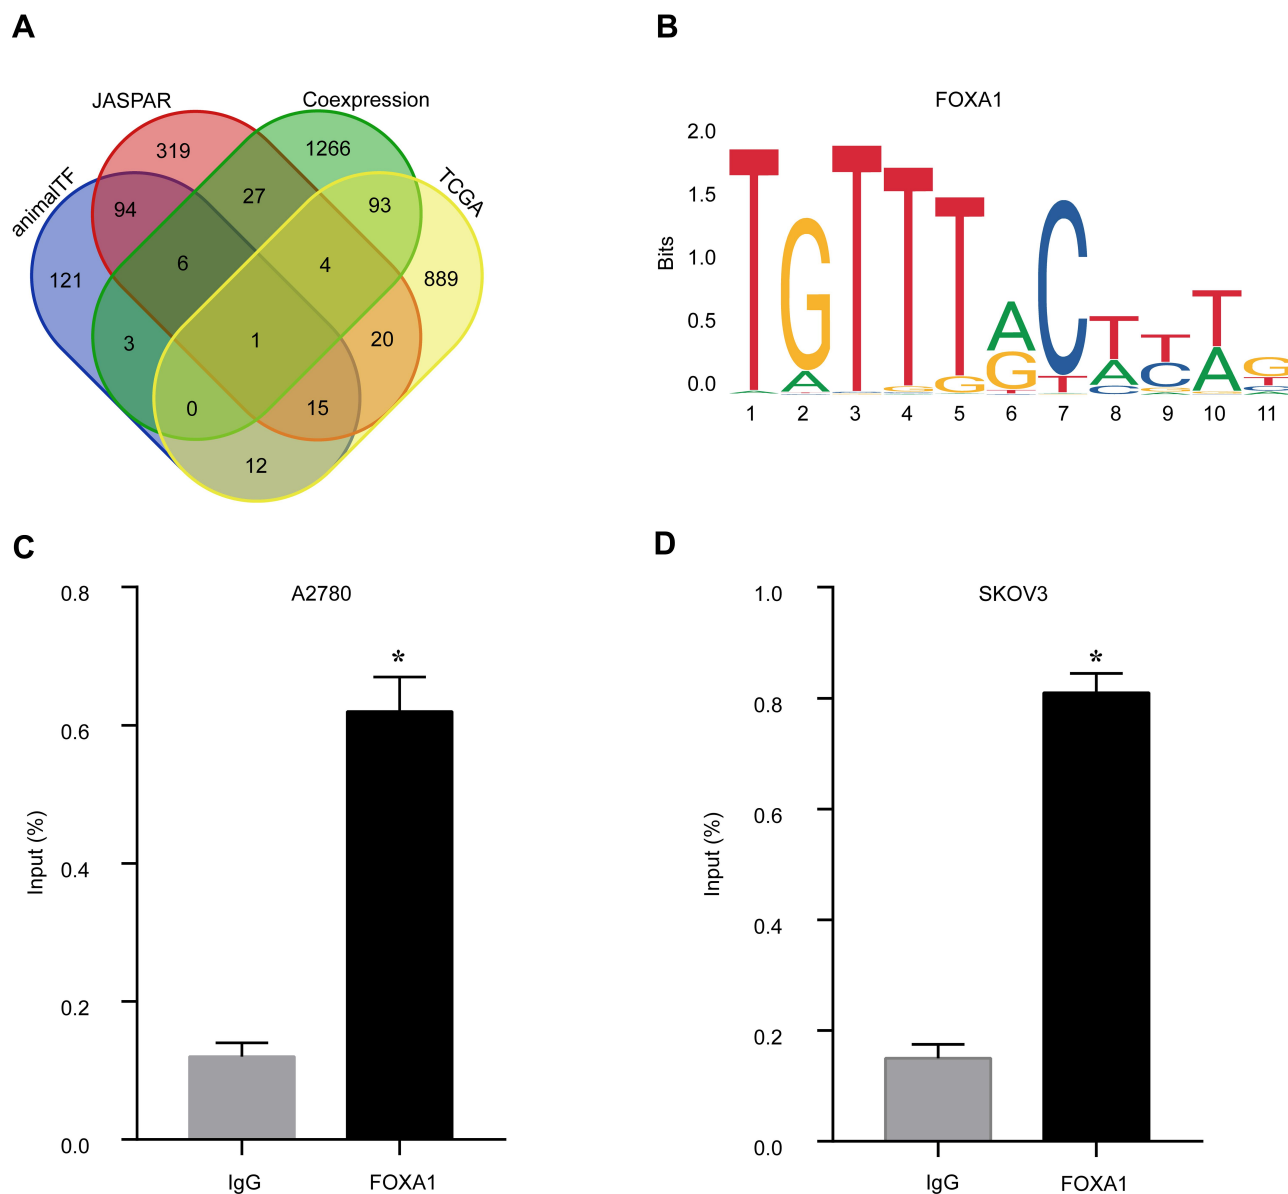 A
JASPAR
Coexpression
animalTF
TCGA
319
1266
94
27
93
121
6
4
889
3
1
20
0
15
12
B
FOXA1
Bits
2.0
1.5
1.0
0.5
0.0
T G T T T A C T T T G
A G G G T A C A T
C G C
1 2 3 4 5 6 7 8 9 10 11
C
A2780
Input (%)
0.8
0.6
0.4
0.2
0.0
*
IgG FOXA1
D
SKOV3
Input (%)
1.0
0.8
0.6
0.4
0.2
0.0
*
IgG FOXA1